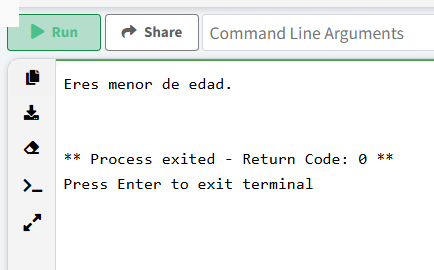 Run Share Command Line Arguments
Eres menor de edad.
** Process exited - Return Code: 0 **
Press Enter to exit terminal